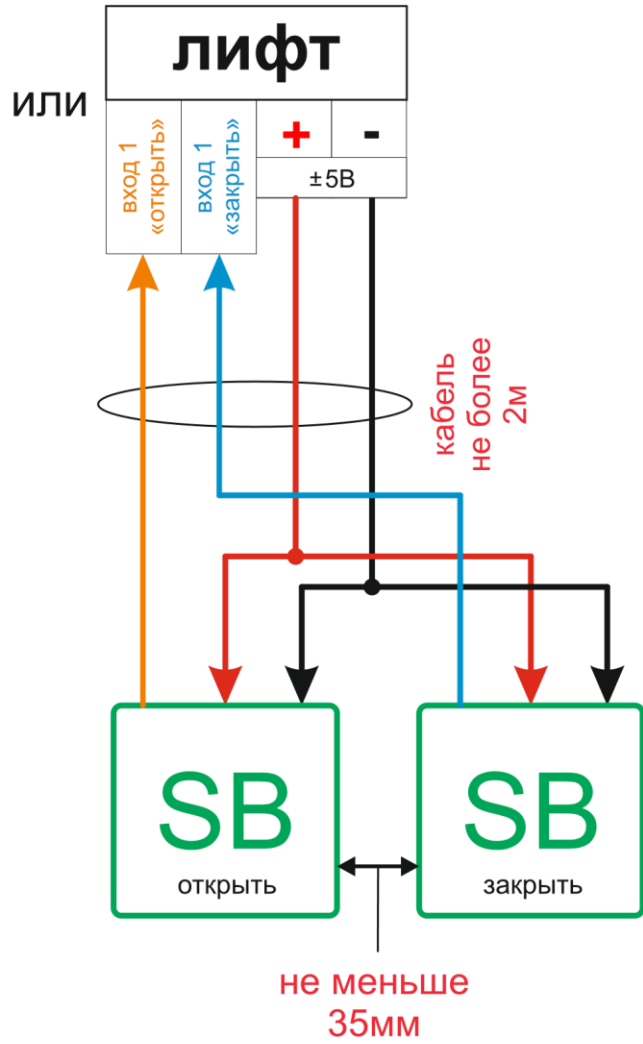 лифт
или
вход 1
«открыть»
вход 1
«закрыть»
+
-
±5В
кабель
не более
2м
SB
открыть
SB
закрыть
не меньше
35мм